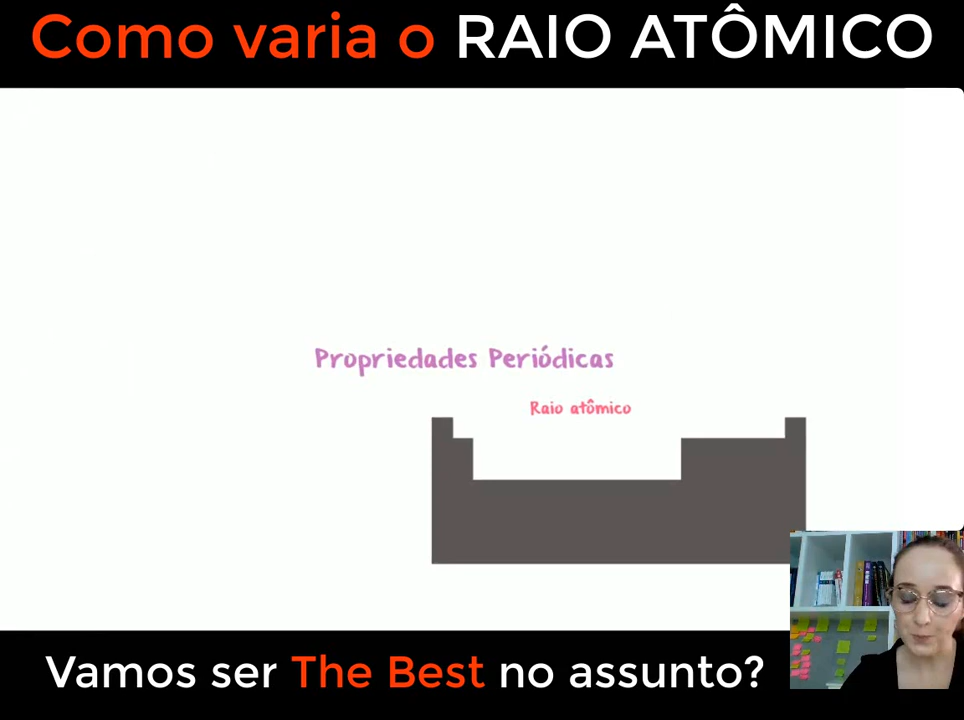 Como varia o RAIO ATÔMICO
Propriedades Periódicas
Raio atômico
Vamos ser The Best no assunto?